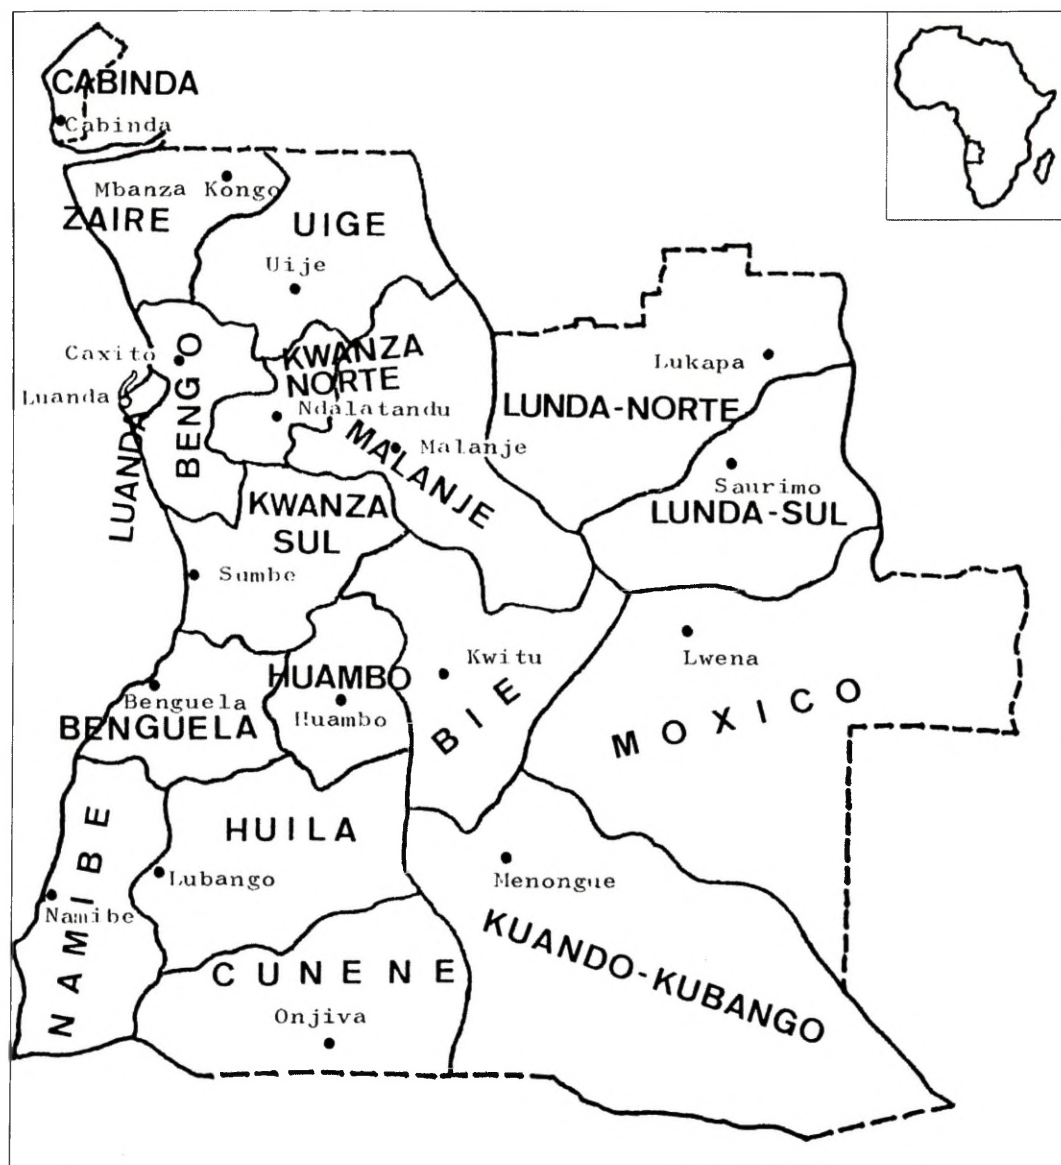 CABINDA
Cabinda
Mbanza Kongo
ZAIRE
UIGE
Uije
Caxito
BENGO
KWANZA
NORTE
Lukapa
Luanda
LUANDA
Ndalatandu
LUNDA-NORTE
MALANJE
Malanje
Saurimo
LUNDA-SUL
KWANZA
SUL
Sumbe
Kwitu
Lwena
HUAMBO
Huambo
Benguela
BENGUELA
BIE
MOXICO
NAMIBE
HUILA
Lubango
Menongue
Namibe
KUANDO-KUBANGO
CUNENE
Onjiva